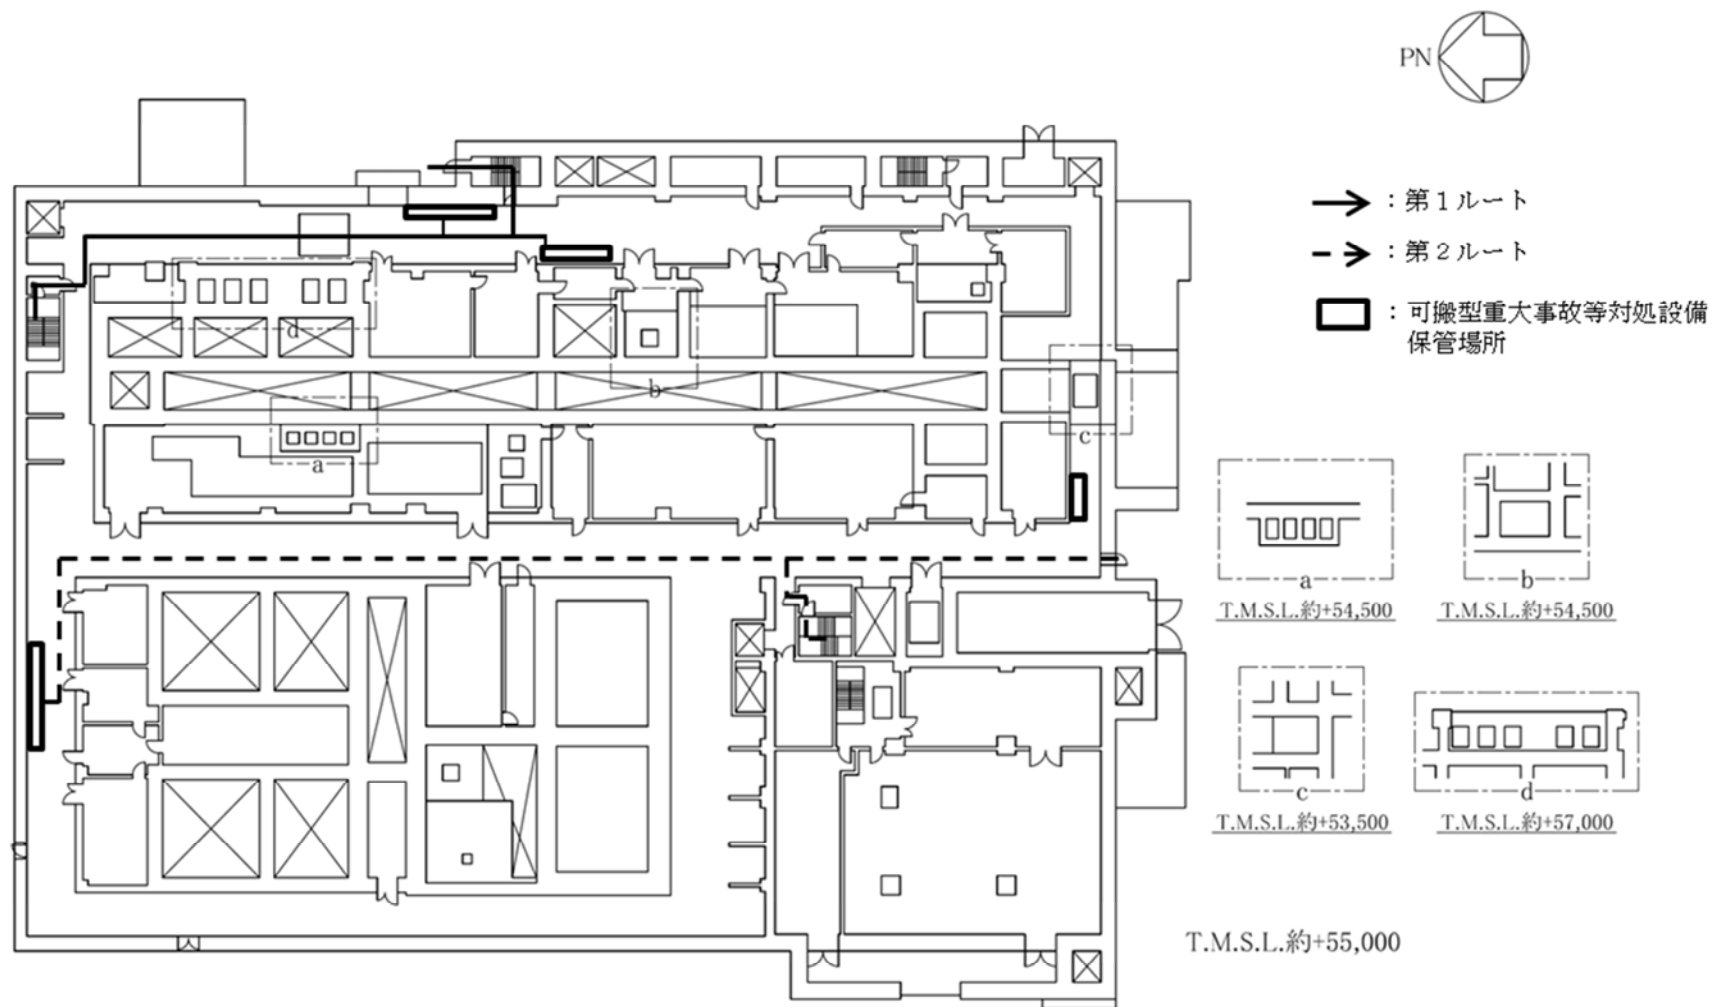 PN
：第１ルート
：第２ルート
：可搬型重大事故等対処設備
保管場所
d
b
a
c
a
T.M.S.L.約+54,500
b
T.M.S.L.約+54,500
c
T.M.S.L.約+53,500
d
T.M.S.L.約+57,000
T.M.S.L.約+55,000